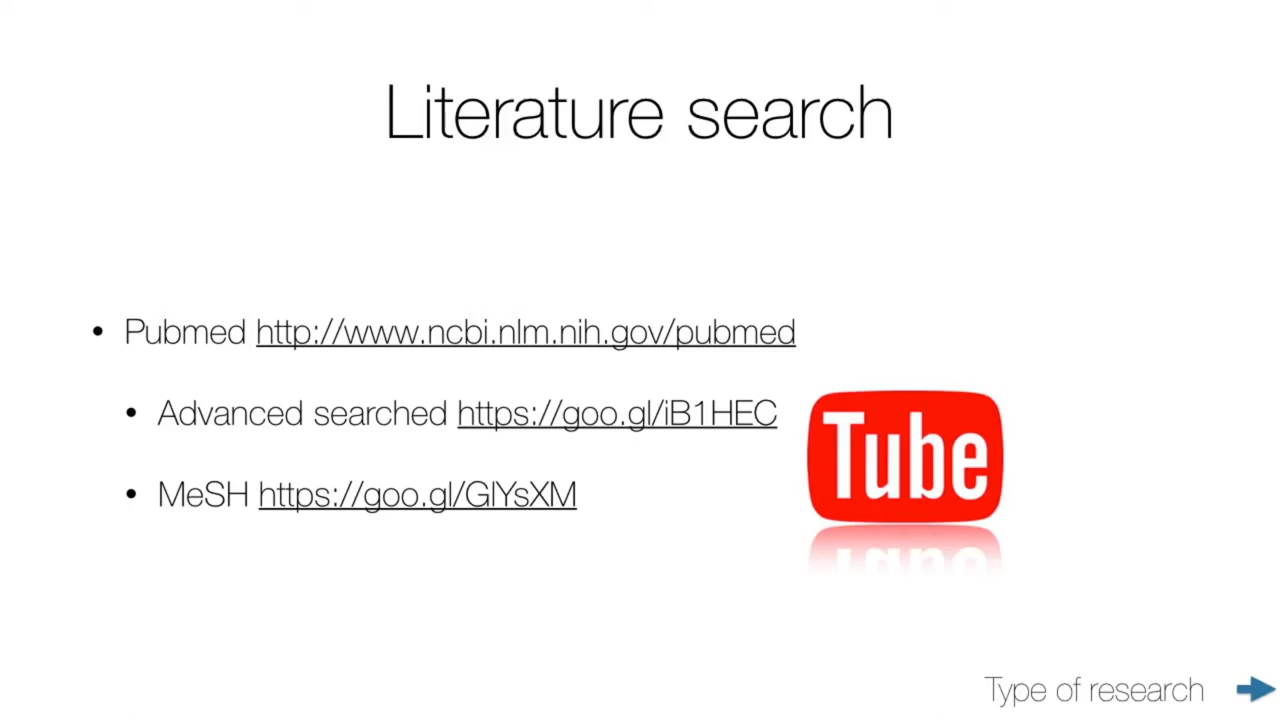 Literature search
• Pubmed http://www.ncbi.nlm.nih.gov/pubmed
• Advanced searched https://goo.gl/iB1HEC
• MeSH https://goo.gl/GlYsXM
Tube
Type of research